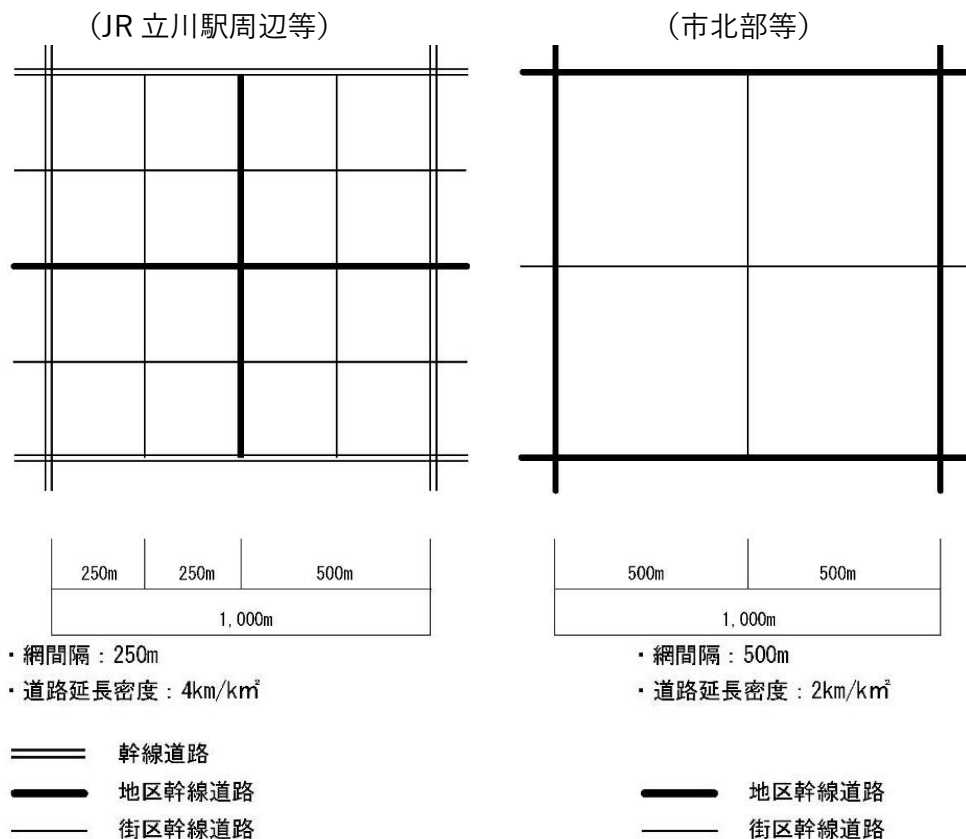 （JR 立川駅周辺等）
250m
250m
500m
1,000m
・網間隔：250m
・道路延長密度：4km/k㎡
幹線道路
地区幹線道路
街区幹線道路
（市北部等）
500m
500m
1,000m
・網間隔：500m
・道路延長密度：2km/k㎡
地区幹線道路
街区幹線道路